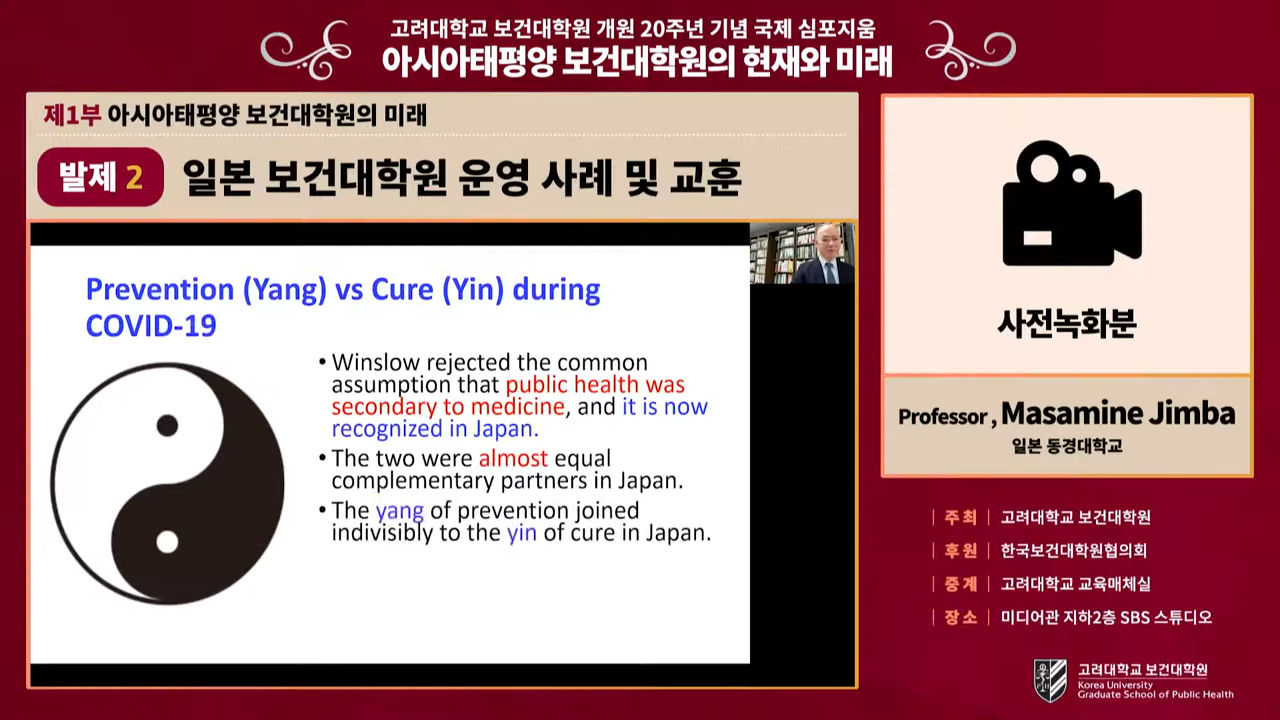 고려대학교 보건대학원 개원 20주년 기념 국제 심포지움
아시아태평양 보건대학원의 현재와 미래
제1부 아시아태평양 보건대학원의 미래
발제 2 일본 보건대학원 운영 사례 및 교훈
Prevention (Yang) vs Cure (Yin) during
COVID-19
• Winslow rejected the common
assumption that public health was
secondary to medicine, and it is now
recognized in Japan.
• The two were almost equal
complementary partners in Japan.
• The yang of prevention joined
indivisibly to the yin of cure in Japan.
사전녹화분
Professor , Masamine Jimba
일본 동경대학교
| 주 최 | 고려대학교 보건대학원
| 후 원 | 한국보건대학원협의회
| 중 계 | 고려대학교 교육매체실
| 장 소 | 미디어관 지하2층 SBS 스튜디오
고려대학교 보건대학원
Korea University
Graduate School of Public Health